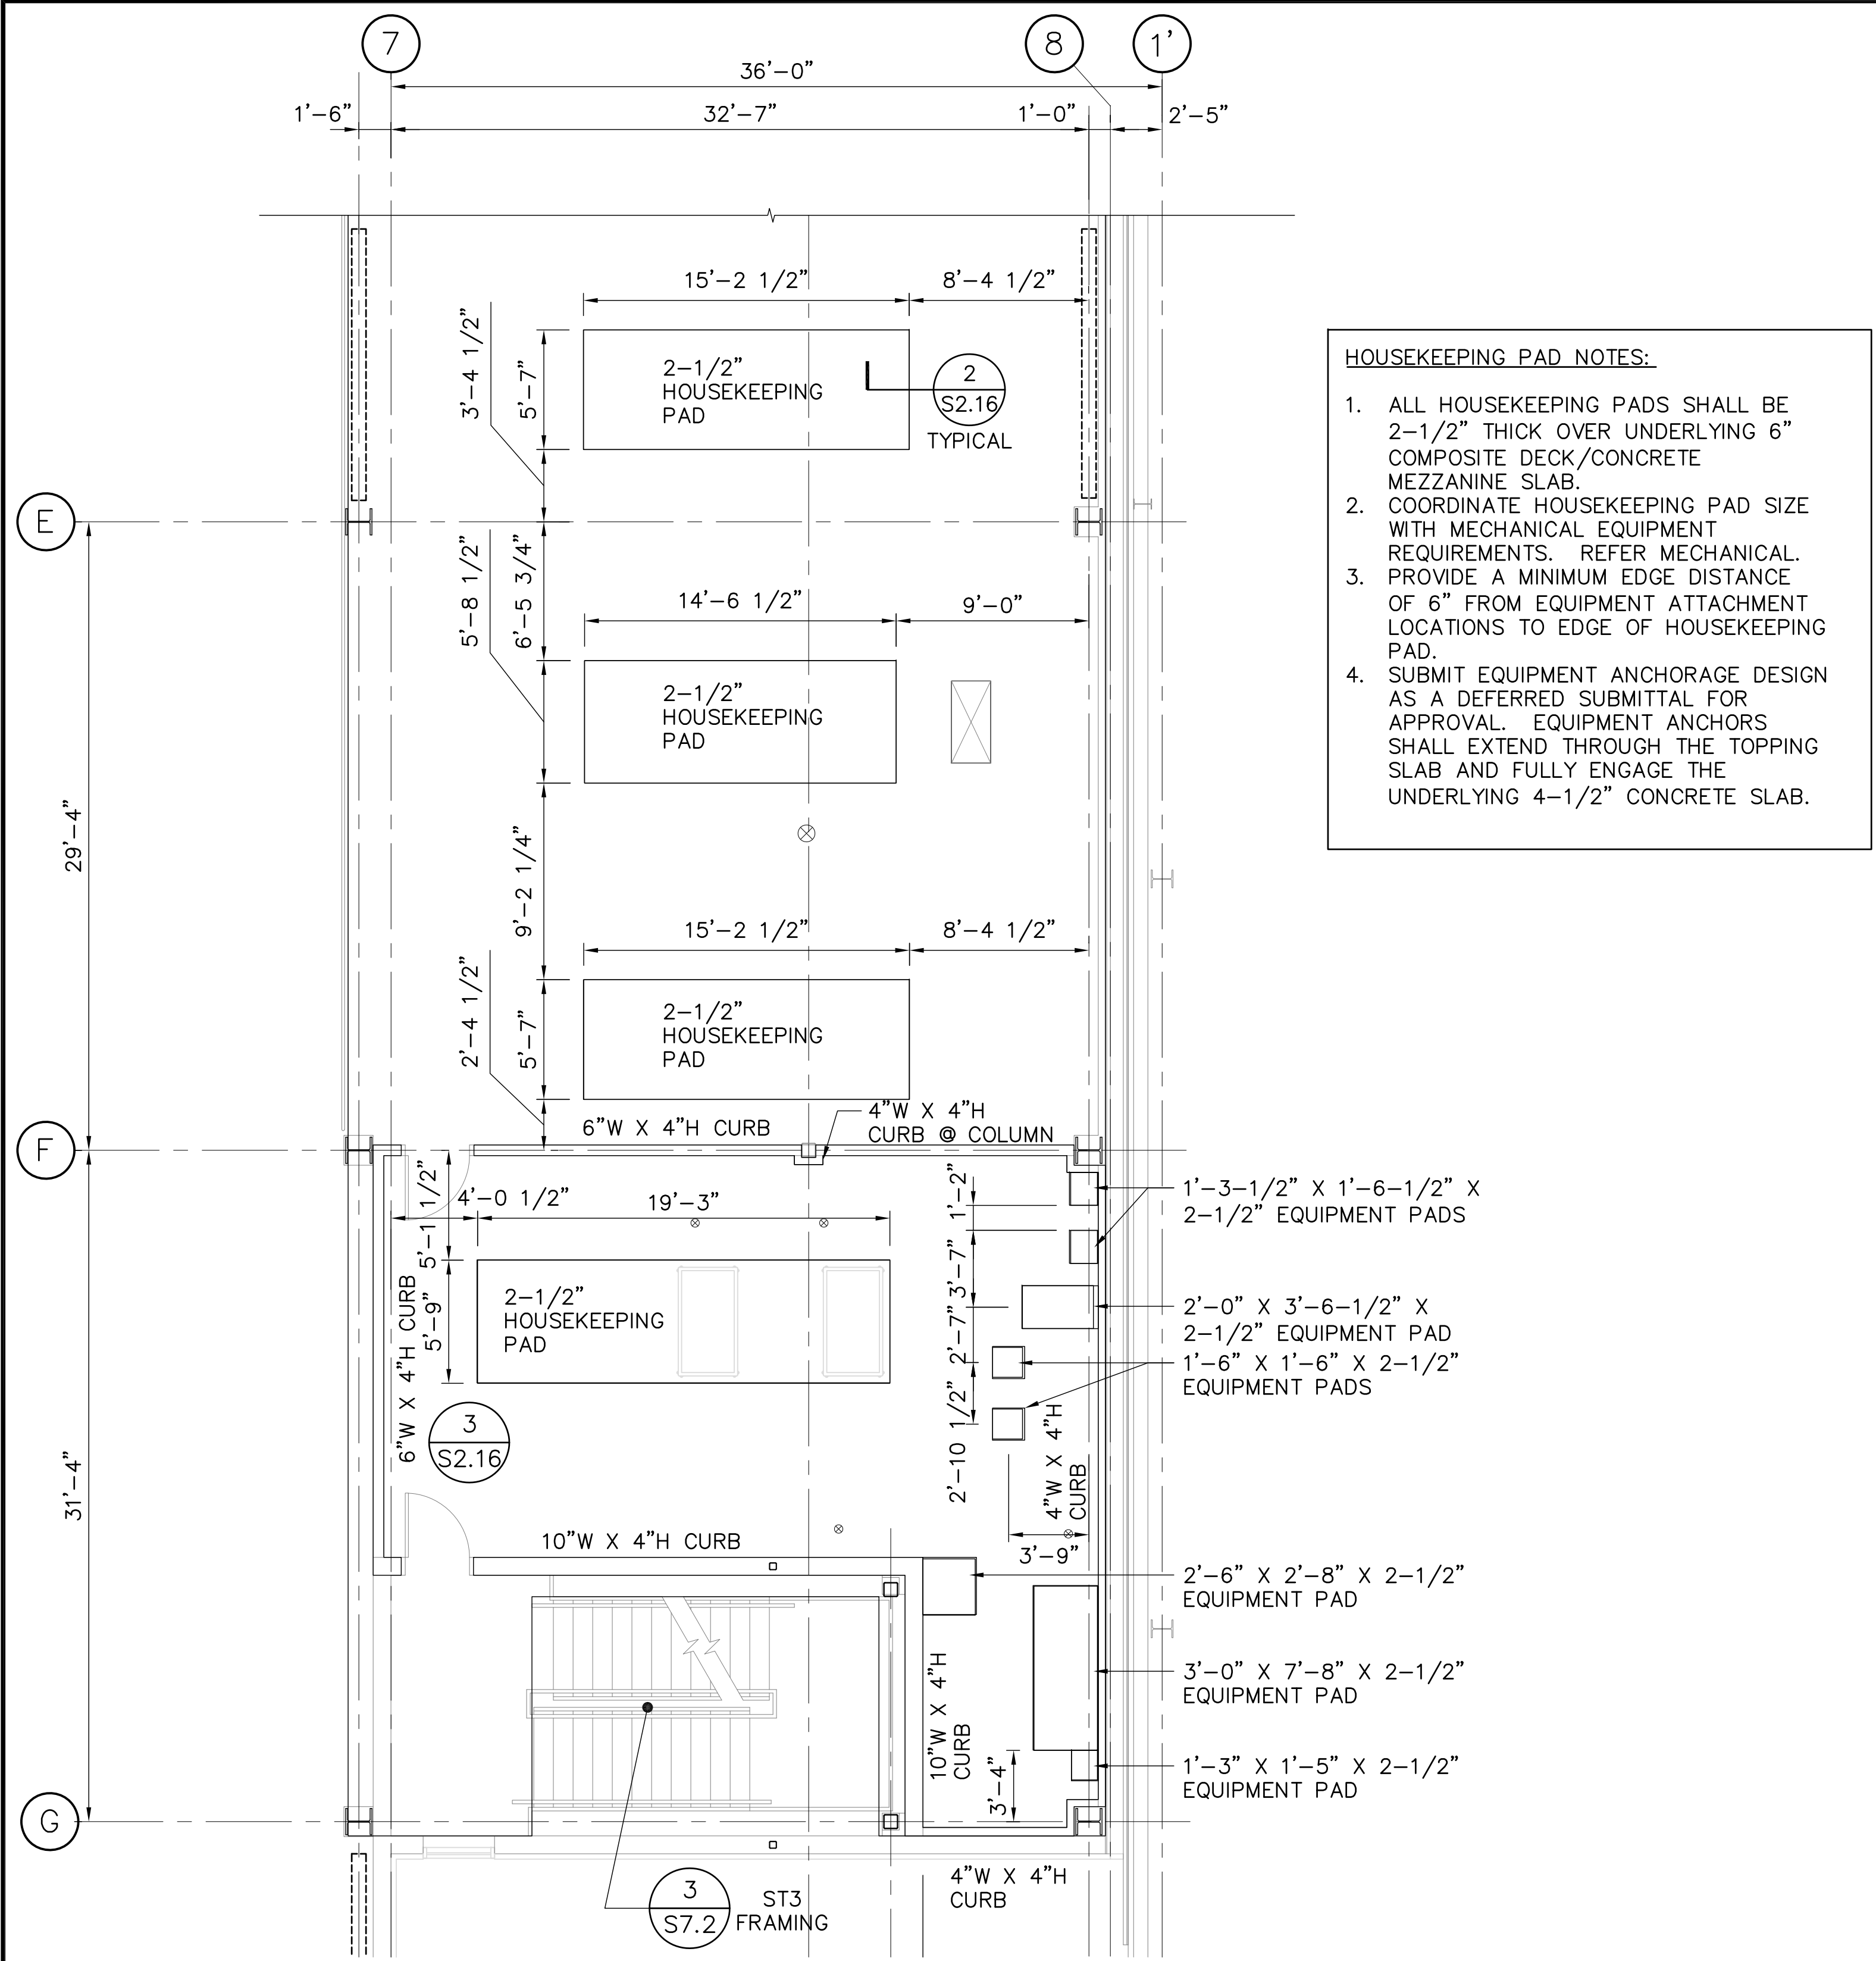 7
8
1'
36'-0"
1'-6"
32'-7"
1'-0"
2'-5"
15'-2 1/2"
8'-4 1/2"
3'-4 1/2"
5'-7"
2-1/2"
HOUSEKEEPING
PAD
2
S2.16
TYPICAL
HOUSEKEEPING PAD NOTES:
1. ALL HOUSEKEEPING PADS SHALL BE
2-1/2" THICK OVER UNDERLYING 6"
COMPOSITE DECK/CONCRETE
MEZZANINE SLAB.
2. COORDINATE HOUSEKEEPING PAD SIZE
WITH MECHANICAL EQUIPMENT
REQUIREMENTS. REFER MECHANICAL.
3. PROVIDE A MINIMUM EDGE DISTANCE
OF 6" FROM EQUIPMENT ATTACHMENT
LOCATIONS TO EDGE OF HOUSEKEEPING
PAD.
4. SUBMIT EQUIPMENT ANCHORAGE DESIGN
AS A DEFERRED SUBMITTAL FOR
APPROVAL. EQUIPMENT ANCHORS
SHALL EXTEND THROUGH THE TOPPING
SLAB AND FULLY ENGAGE THE
UNDERLYING 4-1/2" CONCRETE SLAB.
E
5'-8 1/2"
6'-5 3/4"
14'-6 1/2"
9'-0"
2-1/2"
HOUSEKEEPING
PAD
29'-4"
9'-2 1/4"
15'-2 1/2"
8'-4 1/2"
2'-4 1/2"
5'-7"
2-1/2"
HOUSEKEEPING
PAD
F
6"W X 4"H CURB
4"W X 4"H
CURB @ COLUMN
5'-1 1/2"
4'-0 1/2"
19'-3"
1'-2"
1'-3-1/2" X 1'-6-1/2" X
2-1/2" EQUIPMENT PADS
3'-7"
6"W X 4"H CURB
5'-9"
2-1/2"
HOUSEKEEPING
PAD
2'-7"
2'-0" X 3'-6-1/2" X
2-1/2" EQUIPMENT PAD
1'-6" X 1'-6" X 2-1/2"
EQUIPMENT PADS
2'-10 1/2"
3
S2.16
4"W X 4"H
CURB
31'-4"
10"W X 4"H CURB
3'-9"
2'-6" X 2'-8" X 2-1/2"
EQUIPMENT PAD
10"W X 4"H
CURB
3'-0" X 7'-8" X 2-1/2"
EQUIPMENT PAD
3'-4"
1'-3" X 1'-5" X 2-1/2"
EQUIPMENT PAD
G
4"W X 4"H
CURB
3
S7.2
ST3
FRAMING